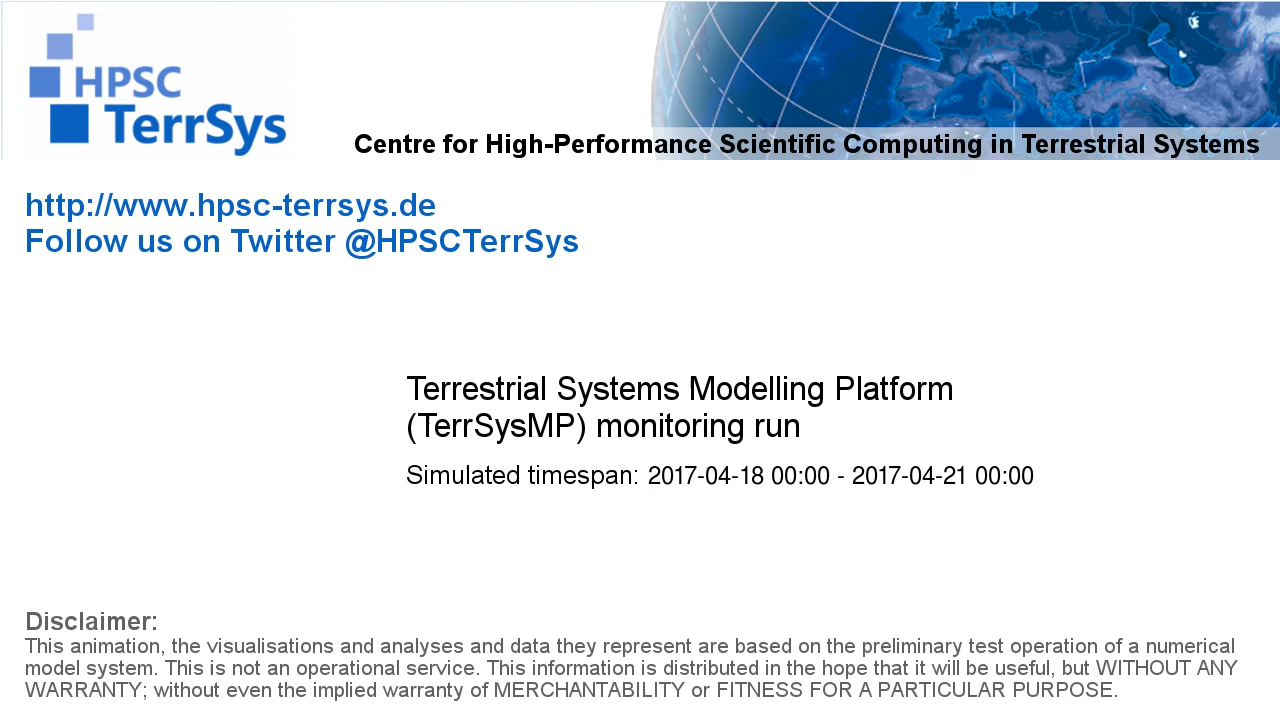 HPSC
TerrSys
Centre for High-Performance Scientific Computing in Terrestrial Systems
http://www.hpsc-terrsys.de
Follow us on Twitter @HPSCTerrSys
Terrestrial Systems Modelling Platform
(TerrSysMP) monitoring run
Simulated timespan: 2017-04-18 00:00 - 2017-04-21 00:00
Disclaimer:
This animation, the visualisations and analyses and data they represent are based on the preliminary test operation of a numerical
model system. This is not an operational service. This information is distributed in the hope that it will be useful, but WITHOUT ANY
WARRANTY; without even the implied warranty of MERCHANTABILITY or FITNESS FOR A PARTICULAR PURPOSE.